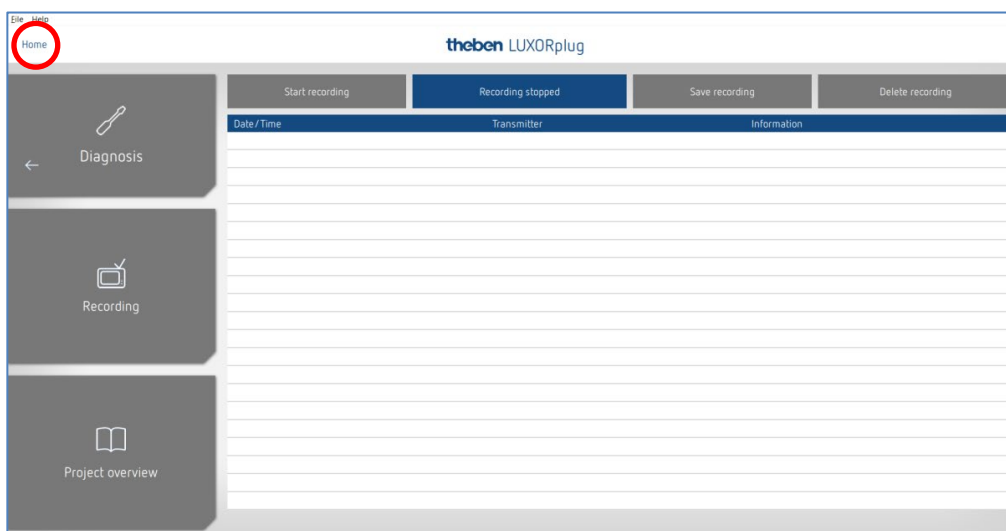 File Help
Home
theben LUXORplug
Start recording Recording stopped Save recording Delete recording
Date/Time Transmitter Information
Diagnosis
Recording
Project overview